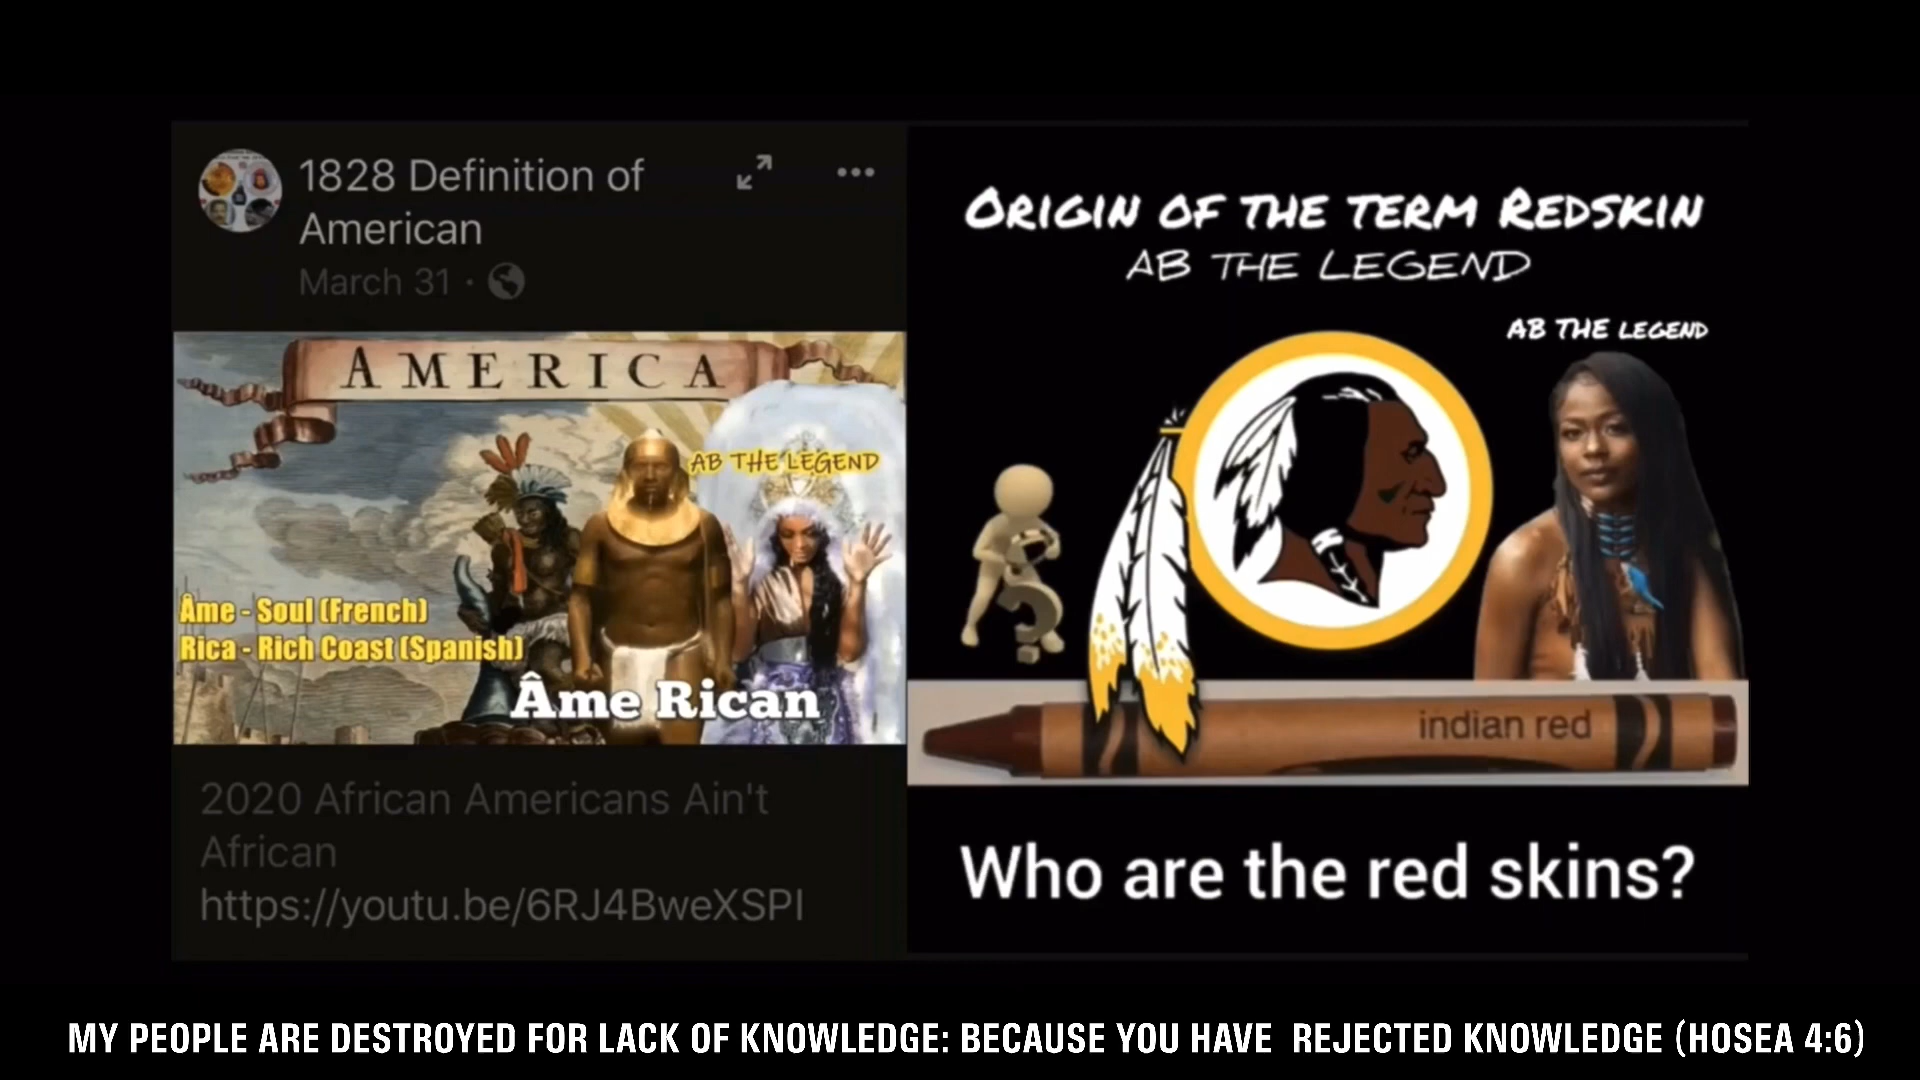 1828 Definition of
American
March 31 ·
AMERICA
AB THE LEGEND
Âme - Soul (French)
Rica - Rich Coast (Spanish)
Âme Rican
2020 African Americans Ain't
African
https://youtu.be/6RJ4BweXSPI
ORIGIN OF THE TERM REDSKIN
AB THE LEGEND
AB THE LEGEND
indian red
Who are the red skins?
MY PEOPLE ARE DESTROYED FOR LACK OF KNOWLEDGE: BECAUSE YOU HAVE REJECTED KNOWLEDGE (HOSEA 4:6)